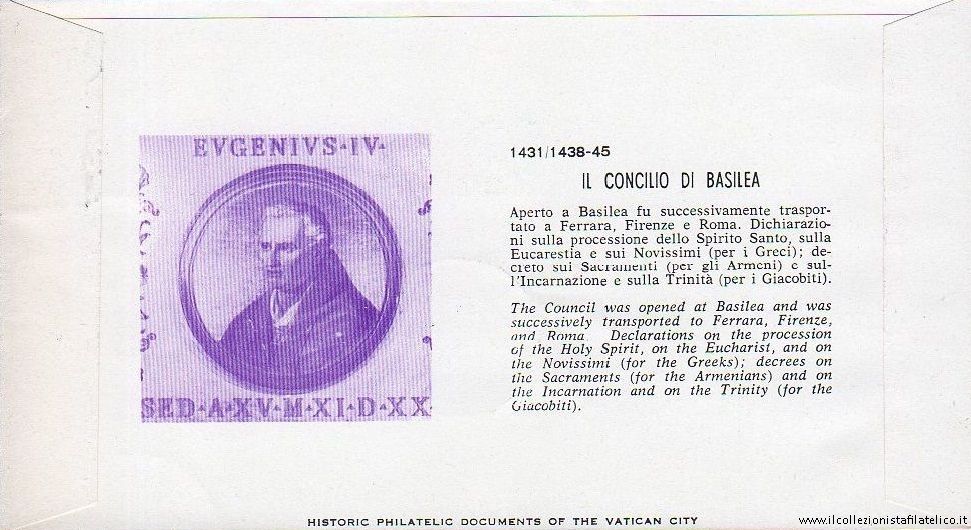 EVGENIVS·IV·
SED·A·XV·M·XI·D·XX·
1431/1438-45
IL CONCILIO DI BASILEA
Aperto a Basilea fu successivamente traspor-
tato a Ferrara, Firenze e Roma. Dichiarazio-
ni sulla processione dello Spirito Santo, sulla
Eucarestia e sui Novissimi (per i Greci); de-
creto sui Sacramenti (per gli Armeni) e sul-
l'Incarnazione e sulla Trinità (per i Giacobiti).
The Council was opened at Basilea and was
successively transported to Ferrara, Firenze,
and Roma. Declarations on the procession
of the Holy Spirit, on the Eucharist, and on
the Novissimi (for the Greeks); decrees on
the Sacraments (for the Armenians) and on
the Incarnation and on the Trinity (for the
Giacobiti).
HISTORIC PHILATELIC DOCUMENTS OF THE VATICAN CITY
www.ilcollezionistafilatelico.it